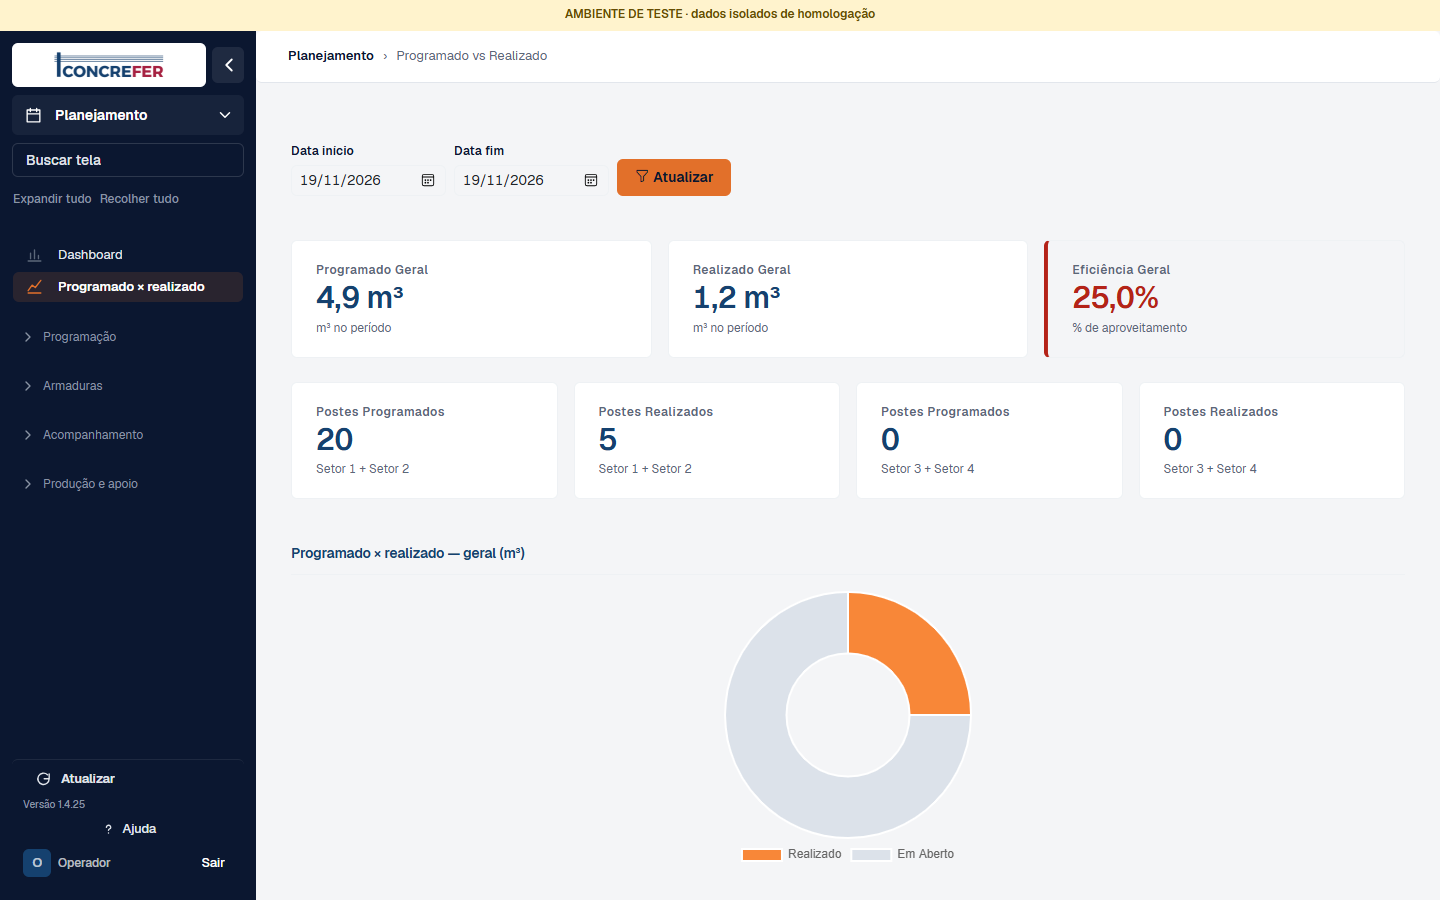 AMBIENTE DE TESTE · dados isolados de homologação
CONCREFER
Planejamento
Buscar tela
Expandir tudo Recolher tudo
Dashboard
Programado × realizado
Programação
Armaduras
Acompanhamento
Produção e apoio
Atualizar
Versão 1.4.25
? Ajuda
O Operador Sair
Planejamento › Programado vs Realizado
Data início Data fim
19/11/2026 19/11/2026 Atualizar
Programado Geral
4,9 m³
m³ no período
Realizado Geral
1,2 m³
m³ no período
Eficiência Geral
25,0%
% de aproveitamento
Postes Programados
20
Setor 1 + Setor 2
Postes Realizados
5
Setor 1 + Setor 2
Postes Programados
0
Setor 3 + Setor 4
Postes Realizados
0
Setor 3 + Setor 4
Programado × realizado — geral (m³)
Realizado Em Aberto